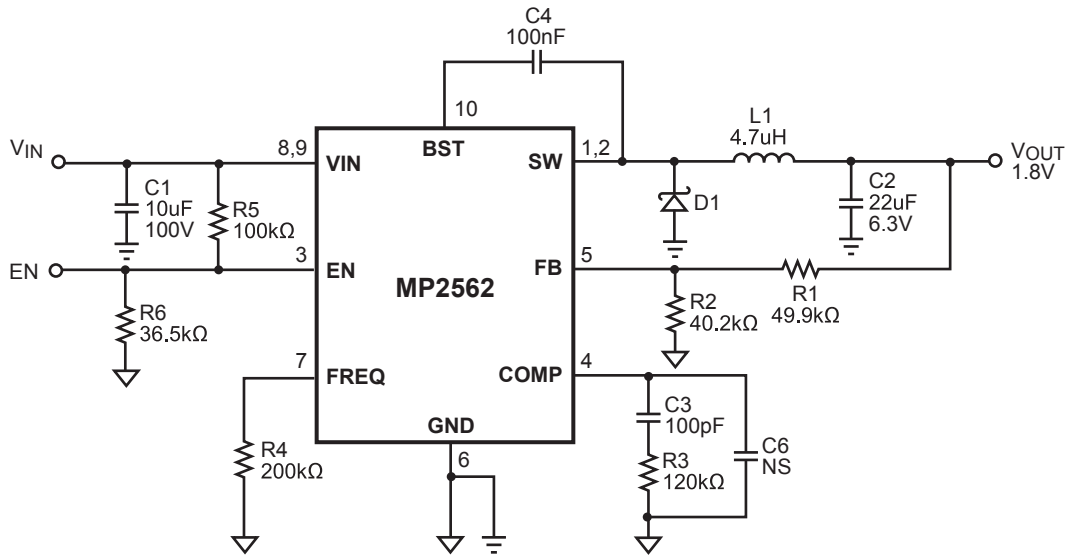 C4
100nF
10
BST
VIN
8,9
VIN
SW
1,2
L1
4.7uH
VOUT
1.8V
C1
10uF
100V
R5
100kΩ
D1
C2
22uF
6.3V
EN
3
EN
MP2562
FB
5
R1
49.9kΩ
R2
40.2kΩ
R6
36.5kΩ
7
FREQ
COMP
4
GND
6
R4
200kΩ
C3
100pF
R3
120kΩ
C6
NS